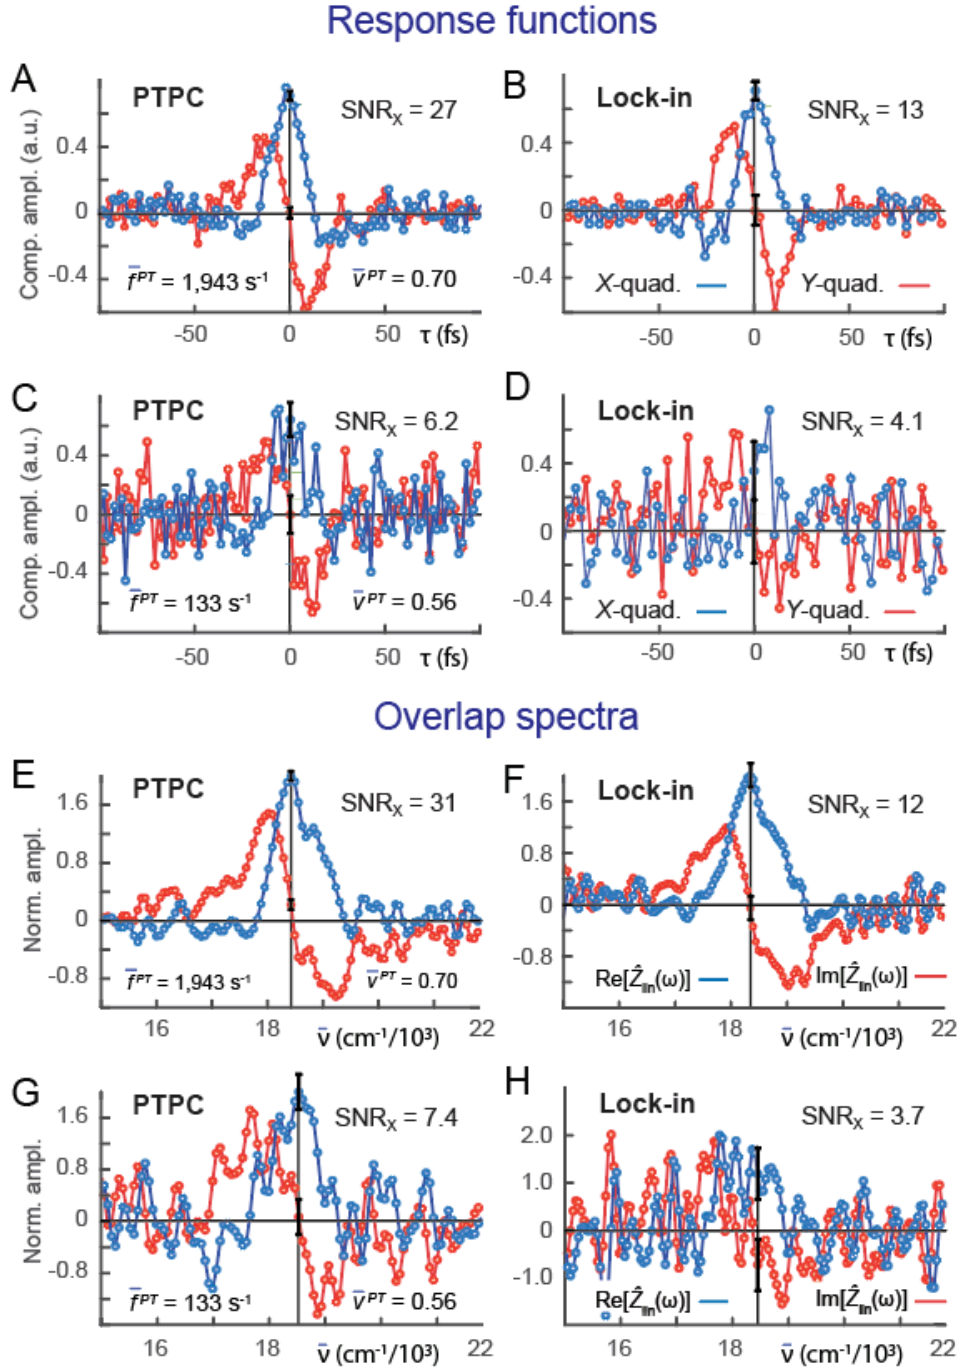 Response functions
A
PTPC
SNRX = 27
Comp. ampl. (a.u.)
0.4
0
-0.4
f̄ PT = 1,943 s-1
v̄ PT = 0.70
-50
0
50
τ (fs)
B
Lock-in
SNRX = 13
0.4
0
-0.4
X-quad.
Y-quad.
-50
0
50
τ (fs)
C
PTPC
SNRX = 6.2
Comp. ampl. (a.u.)
0.4
0
-0.4
f̄ PT = 133 s-1
v̄ PT = 0.56
-50
0
50
τ (fs)
D
Lock-in
SNRX = 4.1
0.4
0
-0.4
X-quad.
Y-quad.
-50
0
50
τ (fs)
Overlap spectra
E
PTPC
SNRX = 31
Norm. ampl.
1.6
0.8
0
-0.8
f̄ PT = 1,943 s-1
v̄ PT = 0.70
16
18
ν̄ (cm-1/103)
22
F
Lock-in
SNRX = 12
1.6
0.8
0
-0.8
Re[Ẑlin(ω)]
Im[Ẑlin(ω)]
16
18
ν̄ (cm-1/103)
22
G
PTPC
SNRX = 7.4
Norm. ampl.
1.6
0.8
0
-0.8
f̄ PT = 133 s-1
v̄ PT = 0.56
16
18
ν̄ (cm-1/103)
22
H
Lock-in
SNRX = 3.7
2.0
1.0
0
-1.0
Re[Ẑlin(ω)]
Im[Ẑlin(ω)]
16
18
ν̄ (cm-1/103)
22